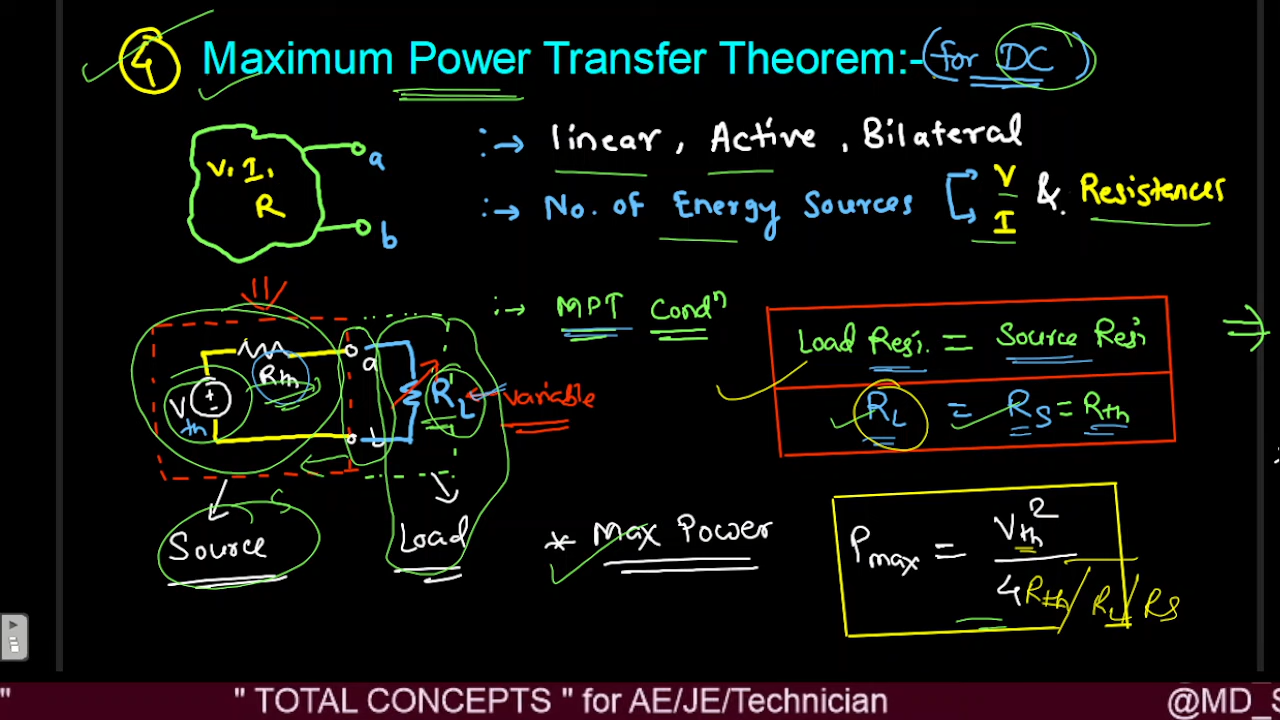 4 Maximum Power Transfer Theorem:- (for DC)
V. I.
R
a
b
:→ linear, Active, Bilateral
:→ No. of Energy Sources V & Resistences
I
:→ MPT Condⁿ
Load Resi. = Source Resi
⇒
RL = RS = Rth
Rth
Vth
a
b
RL
variable
Source
Load
* Max Power
Pmax = Vth² / 4Rth / RL / RS
" " TOTAL CONCEPTS " for AE/JE/Technician @MD_S